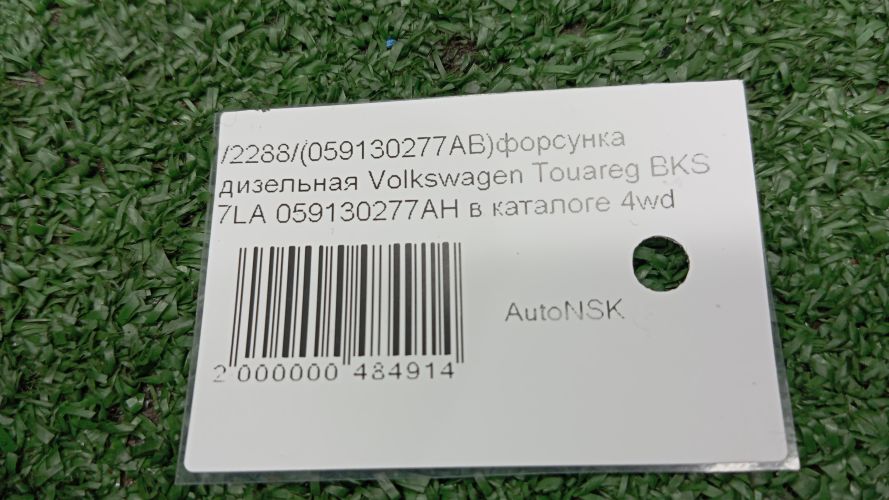 /2288/(059130277AB)форсунка
дизельная Volkswagen Touareg BKS
7LA 059130277AH в каталоге 4wd
AutoNSK
2 000000 484914